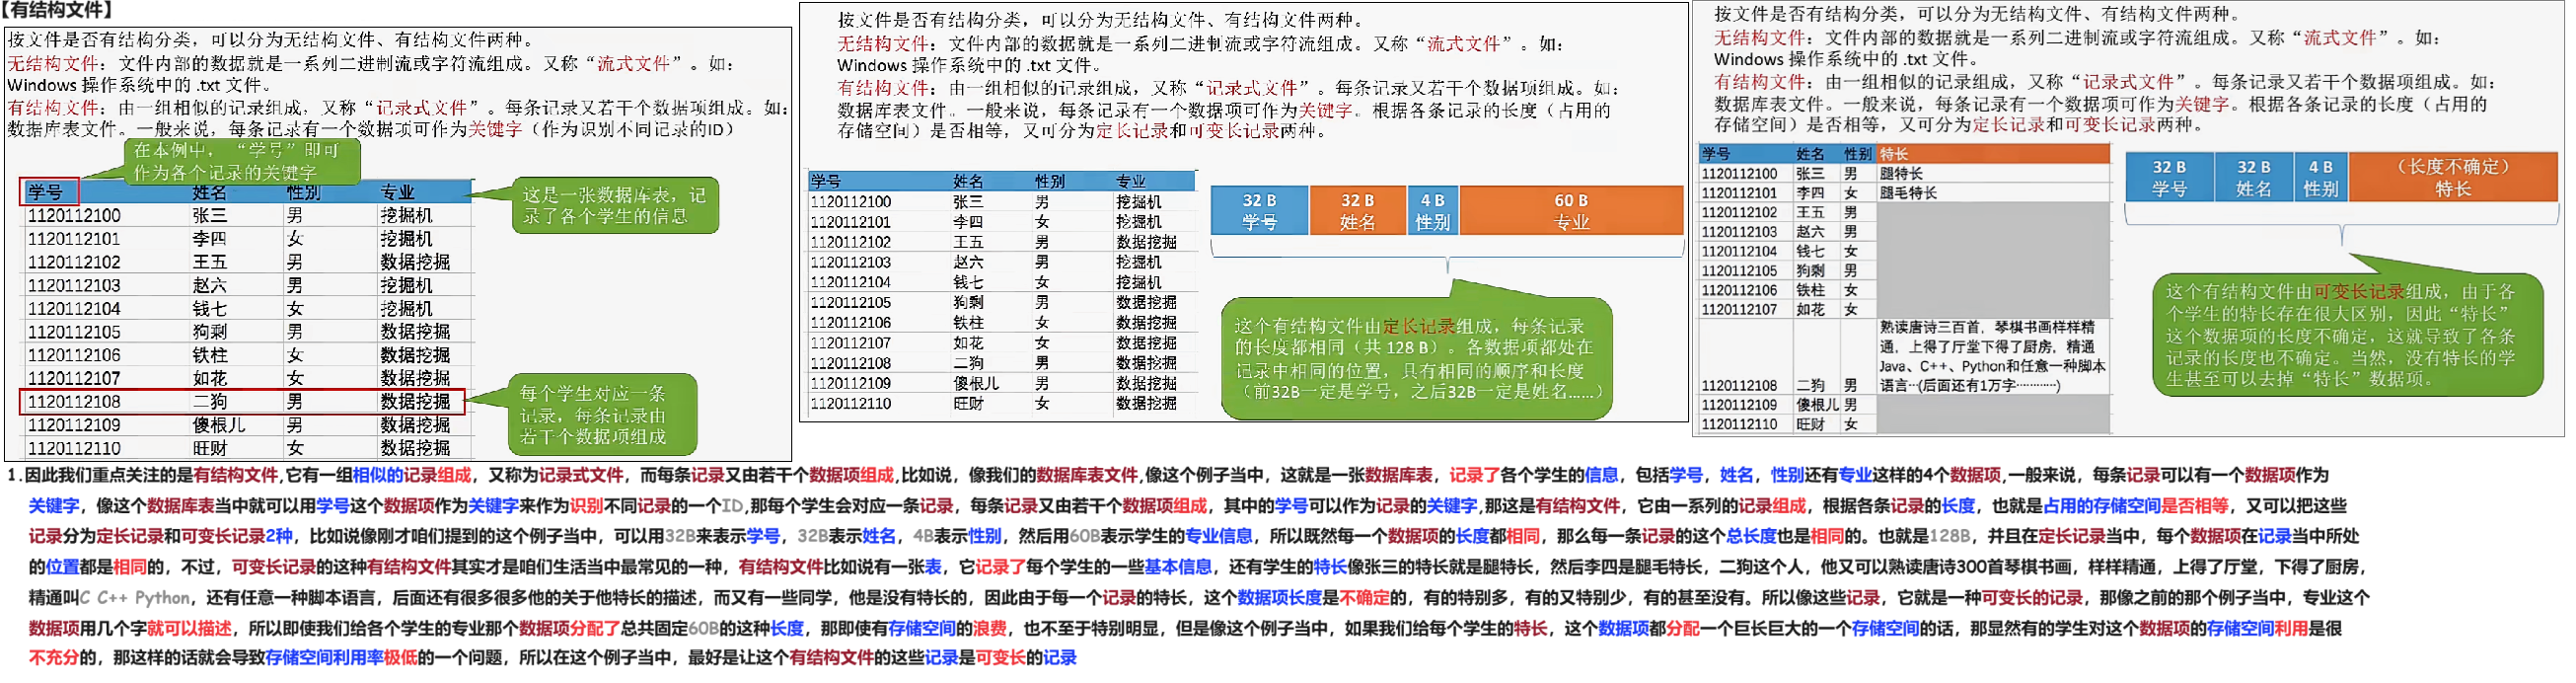 【有结构文件】
按文件是否有结构分类，可以分为无结构文件、有结构文件两种。
无结构文件：文件内部的数据就是一系列二进制流或字符流组成。又称“流式文件”。如：
Windows 操作系统中的 .txt 文件。
有结构文件：由一组相似的记录组成，又称“记录式文件”。每条记录又若干个数据项组成。如：
数据库表文件。一般来说，每条记录有一个数据项可作为关键字（作为识别不同记录的ID）
在本例中，“学号”即可
作为各个记录的关键字
学号 姓名 性别 专业
1120112100 张三 男 挖掘机
1120112101 李四 女 挖掘机
1120112102 王五 男 数据挖掘
1120112103 赵六 男 挖掘机
1120112104 钱七 女 挖掘机
1120112105 狗剩 男 数据挖掘
1120112106 铁柱 女 数据挖掘
1120112107 如花 女 数据挖掘
1120112108 二狗 男 数据挖掘
1120112109 傻根儿 男 数据挖掘
1120112110 旺财 女 数据挖掘
这是一张数据库表，记
录了各个学生的信息
每个学生对应一条
记录，每条记录由
若干个数据项组成
按文件是否有结构分类，可以分为无结构文件、有结构文件两种。
无结构文件：文件内部的数据就是一系列二进制流或字符流组成。又称“流式文件”。如：
Windows 操作系统中的 .txt 文件。
有结构文件：由一组相似的记录组成，又称“记录式文件”。每条记录又若干个数据项组成。如：
数据库表文件。一般来说，每条记录有一个数据项可作为关键字。根据各条记录的长度（占用的
存储空间）是否相等，又可分为定长记录和可变长记录两种。
学号 姓名 性别 专业
1120112100 张三 男 挖掘机
1120112101 李四 女 挖掘机
1120112102 王五 男 数据挖掘
1120112103 赵六 男 挖掘机
1120112104 钱七 女 挖掘机
1120112105 狗剩 男 数据挖掘
1120112106 铁柱 女 数据挖掘
1120112107 如花 女 数据挖掘
1120112108 二狗 男 数据挖掘
1120112109 傻根儿 男 数据挖掘
1120112110 旺财 女 数据挖掘
32 B 32 B 4 B 60 B
学号 姓名 性别 专业
这个有结构文件由定长记录组成，每条记录
的长度都相同（共 128 B）。各数据项都处在
记录中相同的位置，具有相同的顺序和长度
（前32B一定是学号，之后32B一定是姓名……）
按文件是否有结构分类，可以分为无结构文件、有结构文件两种。
无结构文件：文件内部的数据就是一系列二进制流或字符流组成。又称“流式文件”。如：
Windows 操作系统中的 .txt 文件。
有结构文件：由一组相似的记录组成，又称“记录式文件”。每条记录又若干个数据项组成。如：
数据库表文件。一般来说，每条记录有一个数据项可作为关键字。根据各条记录的长度（占用的
存储空间）是否相等，又可分为定长记录和可变长记录两种。
学号 姓名 性别 特长
1120112100 张三 男 腿特长
1120112101 李四 女 腿毛特长
1120112102 王五 男
1120112103 赵六 男
1120112104 钱七 女
1120112105 狗剩 男
1120112106 铁柱 女
1120112107 如花 女
熟读唐诗三百首，琴棋书画样样精
通，上得了厅堂下得了厨房，精通
Java、C++、Python和任意一种脚本
1120112108 二狗 男 语言…(后面还有1万字…………)
1120112109 傻根儿 男
1120112110 旺财 女
32 B 32 B 4 B （长度不确定）
学号 姓名 性别 特长
这个有结构文件由可变长记录组成，由于各
个学生的特长存在很大区别，因此“特长”
这个数据项的长度不确定，这就导致了各条
记录的长度也不确定。当然，没有特长的学
生甚至可以去掉“特长”数据项。
1.因此我们重点关注的是有结构文件,它有一组相似的记录组成，又称为记录式文件，而每条记录又由若干个数据项组成,比如说，像我们的数据库表文件,像这个例子当中，这就是一张数据库表，记录了各个学生的信息，包括学号，姓名，性别还有专业这样的4个数据项,一般来说，每条记录可以有一个数据项作为
关键字，像这个数据库表当中就可以用学号这个数据项作为关键字来作为识别不同记录的一个ID,那每个学生会对应一条记录，每条记录又由若干个数据项组成，其中的学号可以作为记录的关键字,那这是有结构文件，它由一系列的记录组成，根据各条记录的长度，也就是占用的存储空间是否相等，又可以把这些
记录分为定长记录和可变长记录2种，比如说像刚才咱们提到的这个例子当中，可以用32B来表示学号，32B表示姓名，4B表示性别，然后用60B表示学生的专业信息，所以既然每一个数据项的长度都相同，那么每一条记录的这个总长度也是相同的。也就是128B，并且在定长记录当中，每个数据项在记录当中所处
的位置都是相同的，不过，可变长记录的这种有结构文件其实才是咱们生活当中最常见的一种，有结构文件比如说有一张表，它记录了每个学生的一些基本信息，还有学生的特长像张三的特长就是腿特长，然后李四是腿毛特长，二狗这个人，他又可以熟读唐诗300首琴棋书画，样样精通，上得了厅堂，下得了厨房，
精通叫C C++ Python，还有任意一种脚本语言，后面还有很多很多他的关于他特长的描述，而又有一些同学，他是没有特长的，因此由于每一个记录的特长，这个数据项长度是不确定的，有的特别多，有的又特别少，有的甚至没有。所以像这些记录，它就是一种可变长的记录，那像之前的那个例子当中，专业这个
数据项用几个字就可以描述，所以即使我们给各个学生的专业那个数据项分配了总共固定60B的这种长度，那即使有存储空间的浪费，也不至于特别明显，但是像这个例子当中，如果我们给每个学生的特长，这个数据项都分配一个巨长巨大的一个存储空间的话，那显然有的学生对这个数据项的存储空间利用是很
不充分的，那这样的话就会导致存储空间利用率极低的一个问题，所以在这个例子当中，最好是让这个有结构文件的这些记录是可变长的记录